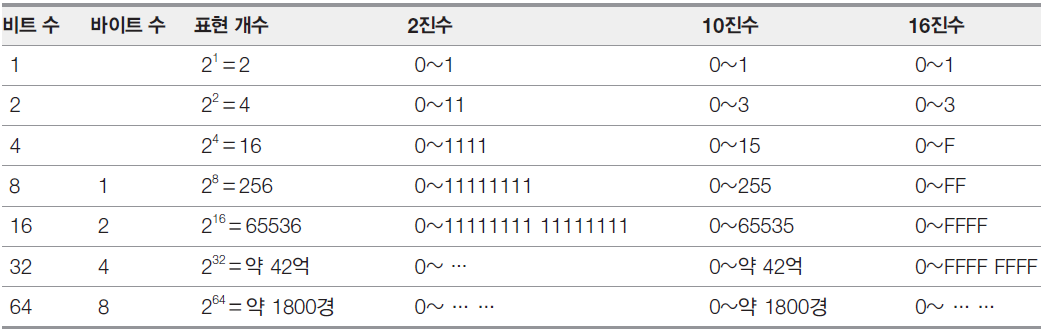 비트 수 바이트 수 표현 개수 2진수 10진수 16진수
1 2¹ = 2 0~1 0~1 0~1
2 2² = 4 0~11 0~3 0~3
4 2⁴ = 16 0~1111 0~15 0~F
8 1 2⁸ = 256 0~11111111 0~255 0~FF
16 2 2¹⁶ = 65536 0~11111111 11111111 0~65535 0~FFFF
32 4 2³² = 약 42억 0~ … 0~약 42억 0~FFFF FFFF
64 8 2⁶⁴ = 약 1800경 0~ … … 0~약 1800경 0~ … …